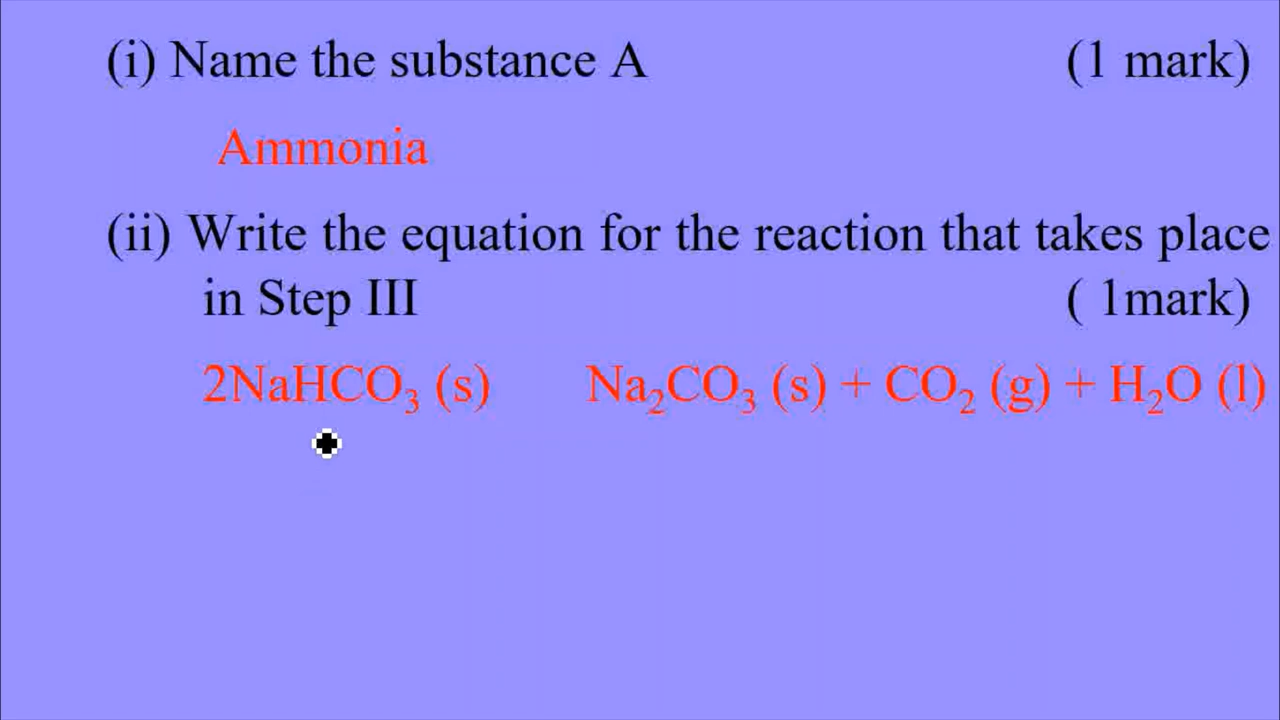 (i) Name the substance A (1 mark)
Ammonia
(ii) Write the equation for the reaction that takes place
in Step III ( 1mark)
2NaHCO₃ (s) Na₂CO₃ (s) + CO₂ (g) + H₂O (l)